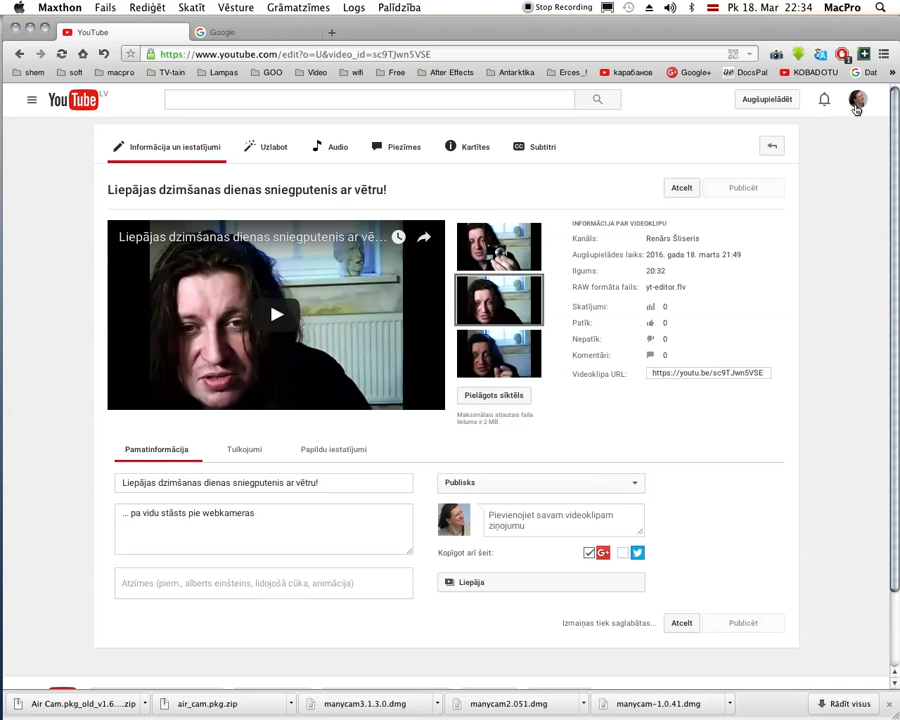 Maxthon Fails Rediģēt Skatīt Vēsture Grāmatzīmes Logs Palīdzība Stop Recording Pk 18. Mar 22:34 MacPro
YouTube Google
https://www.youtube.com/edit?o=U&video_id=sc9TJwn5VSE
shem soft macpro TV-tain Lampas GOO Video wifi Free After Effects Antarktika Erces_! карабанов Google+ DocsPal KOBADOTU Dat »
YouTube LV Augšupielādēt
Informācija un iestatījumi Uzlabot Audio Piezīmes Kartītes CC Subtitri
Liepājas dzimšanas dienas sniegputenis ar vētru! Atcelt Publicēt
Liepājas dzimšanas dienas sniegputenis ar vē...
INFORMĀCIJA PAR VIDEOKLIPU
Kanāls: Renārs Šliseris
Augšupielādes laiks: 2016. gada 18. marts 21:49
Ilgums: 20:32
RAW formāta fails: yt-editor.flv
Skatījumi: 0
Patīk: 0
Nepatīk: 0
Komentāri: 0
Videoklipa URL: https://youtu.be/sc9TJwn5VSE
Pielāgots sīktēls
Maksimālais atļautais faila
lielums ir 2 MB.
Pamatinformācija Tulkojumi Papildu iestatījumi
Liepājas dzimšanas dienas sniegputenis ar vētru! Publisks
... pa vidu stāsts pie webkameras
Pievienojiet savam videoklipam
ziņojumu
Kopīgot arī šeit: G+
Atzīmes (piem., alberts einšteins, lidojošā cūka, animācija) Liepāja
Izmaiņas tiek saglabātas... Atcelt Publicēt
Air Cam.pkg_old_v1.6....zip air_cam.pkg.zip manycam3.1.3.0.dmg manycam2.051.dmg manycam-1.0.41.dmg Rādīt visus